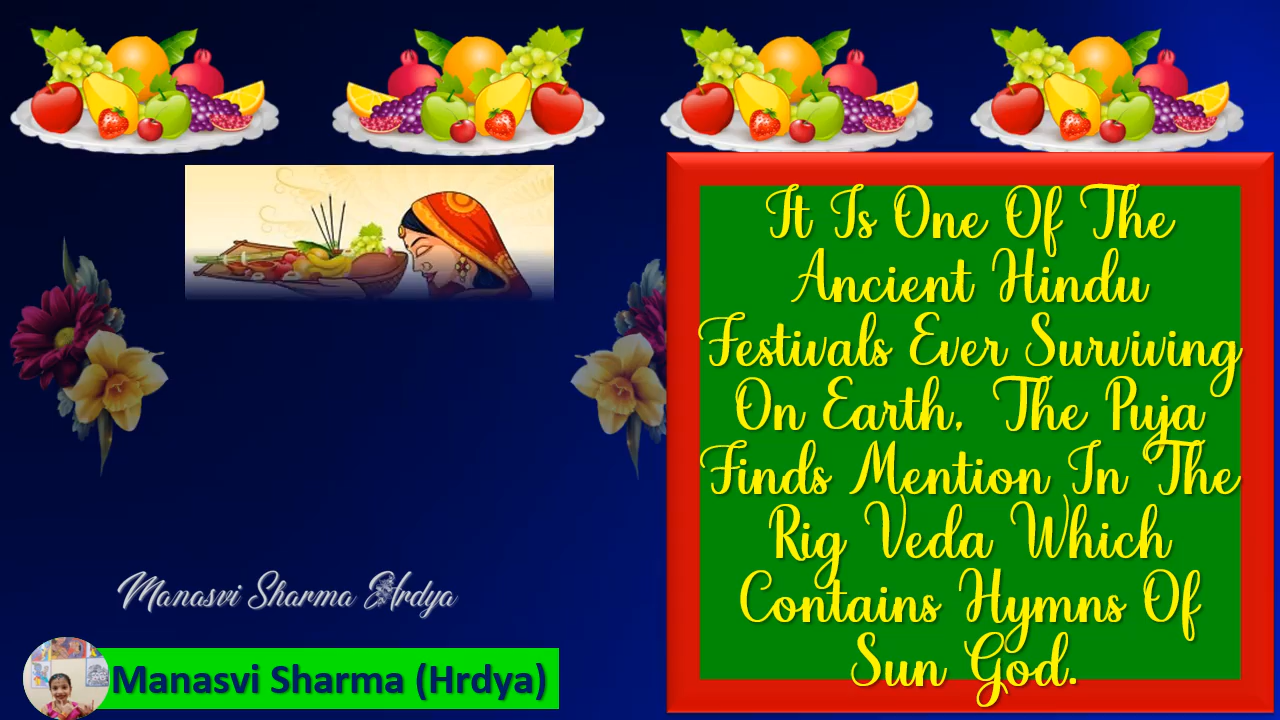 It Is One Of The
Ancient Hindu
Festivals Ever Surviving
On Earth. The Puja
Finds Mention In The
Rig Veda Which
Contains Hymns Of
Sun God.
Manasvi Sharma Hrdya
Manasvi Sharma (Hrdya)